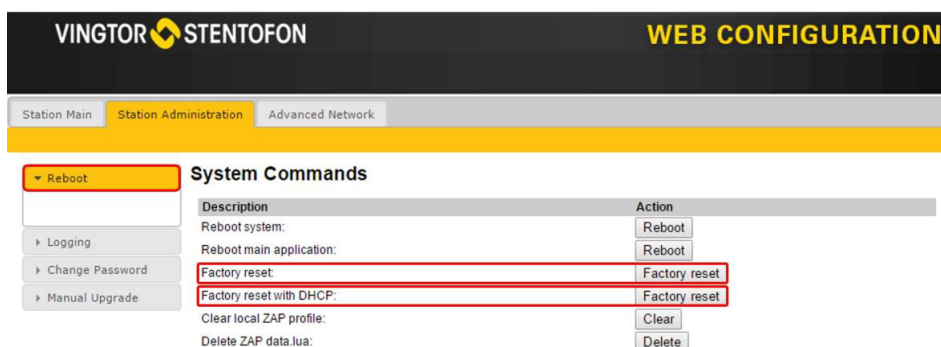 VINGTOR STENTOFON
WEB CONFIGURATION
Station Main Station Administration Advanced Network
Reboot
Logging
Change Password
Manual Upgrade
System Commands
Description Action
Reboot system: Reboot
Reboot main application: Reboot
Factory reset: Factory reset
Factory reset with DHCP: Factory reset
Clear local ZAP profile: Clear
Delete ZAP data.lua: Delete